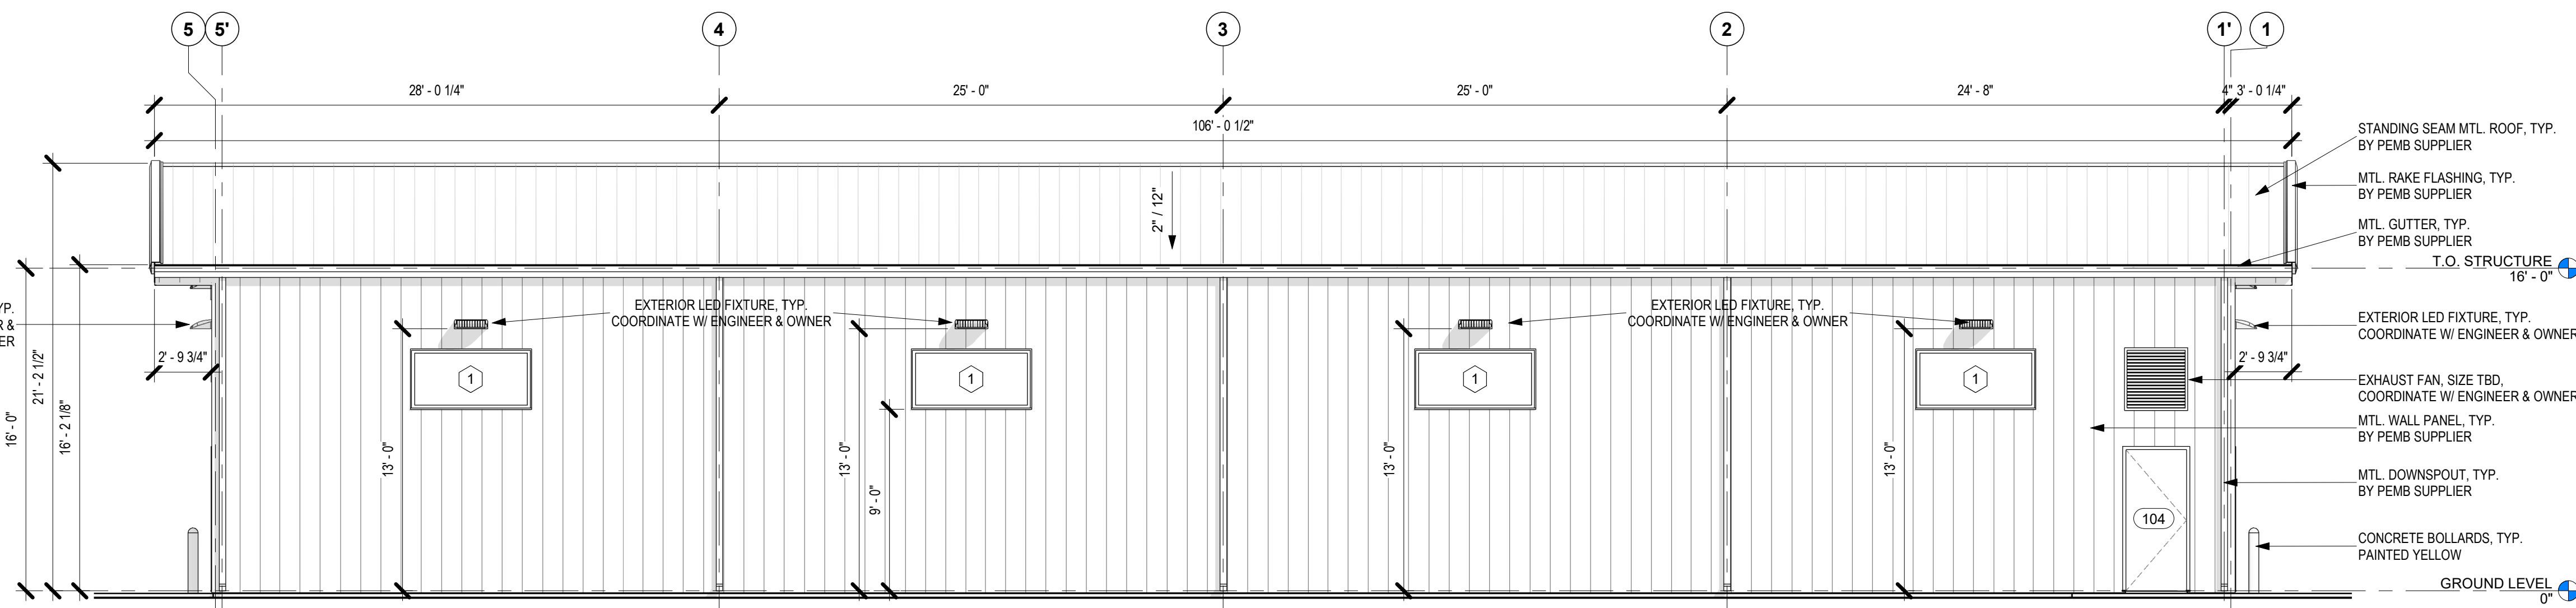 5 5' 4 3 2 1' 1
28' - 0 1/4" 25' - 0" 25' - 0" 24' - 8" 4" 3' - 0 1/4"
106' - 0 1/2"
STANDING SEAM MTL. ROOF, TYP.
BY PEMB SUPPLIER
MTL. RAKE FLASHING, TYP.
BY PEMB SUPPLIER
2" / 12"
MTL. GUTTER, TYP.
BY PEMB SUPPLIER
T.O. STRUCTURE
16' - 0"
YP.
R &
ER
EXTERIOR LED FIXTURE, TYP.
COORDINATE W/ ENGINEER & OWNER
EXTERIOR LED FIXTURE, TYP.
COORDINATE W/ ENGINEER & OWNER
EXTERIOR LED FIXTURE, TYP.
COORDINATE W/ ENGINEER & OWNER
2' - 9 3/4"
2' - 9 3/4"
16' - 0"
21' - 2 1/2"
16' - 2 1/8"
1 1 1 1
EXHAUST FAN, SIZE TBD,
COORDINATE W/ ENGINEER & OWNER
MTL. WALL PANEL, TYP.
BY PEMB SUPPLIER
13' - 0"
13' - 0"
9' - 0"
13' - 0"
13' - 0"
MTL. DOWNSPOUT, TYP.
BY PEMB SUPPLIER
104
CONCRETE BOLLARDS, TYP.
PAINTED YELLOW
GROUND LEVEL
0"